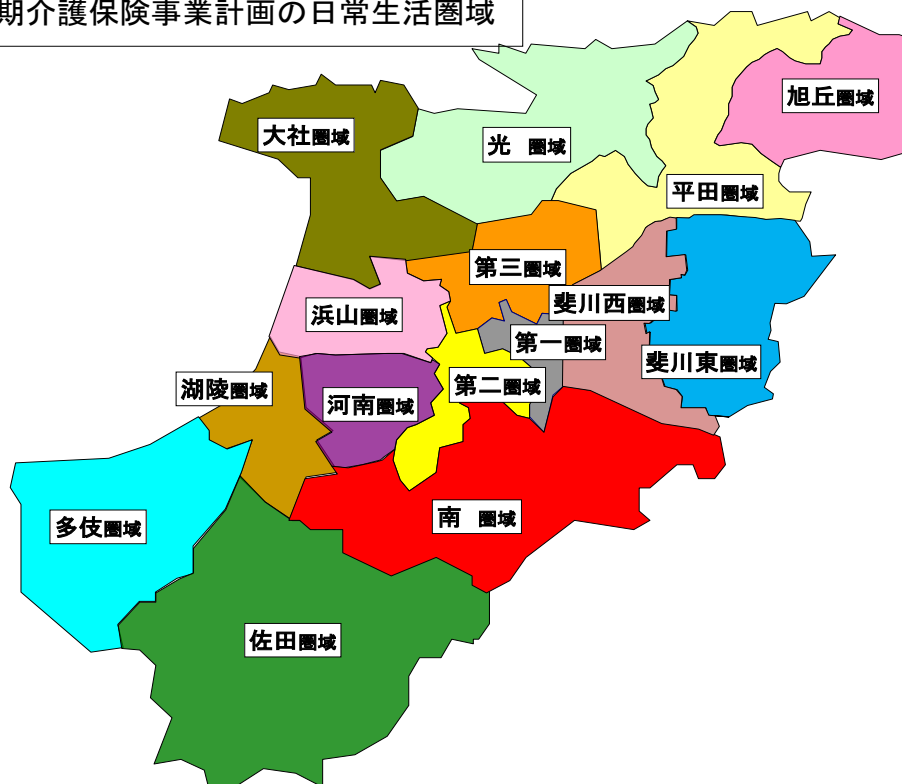 期介護保険事業計画の日常生活圏域
旭丘圏域
大社圏域
光 圏域
平田圏域
第三圏域
斐川西圏域
浜山圏域
第一圏域
斐川東圏域
湖陵圏域
第二圏域
河南圏域
南 圏域
多伎圏域
佐田圏域